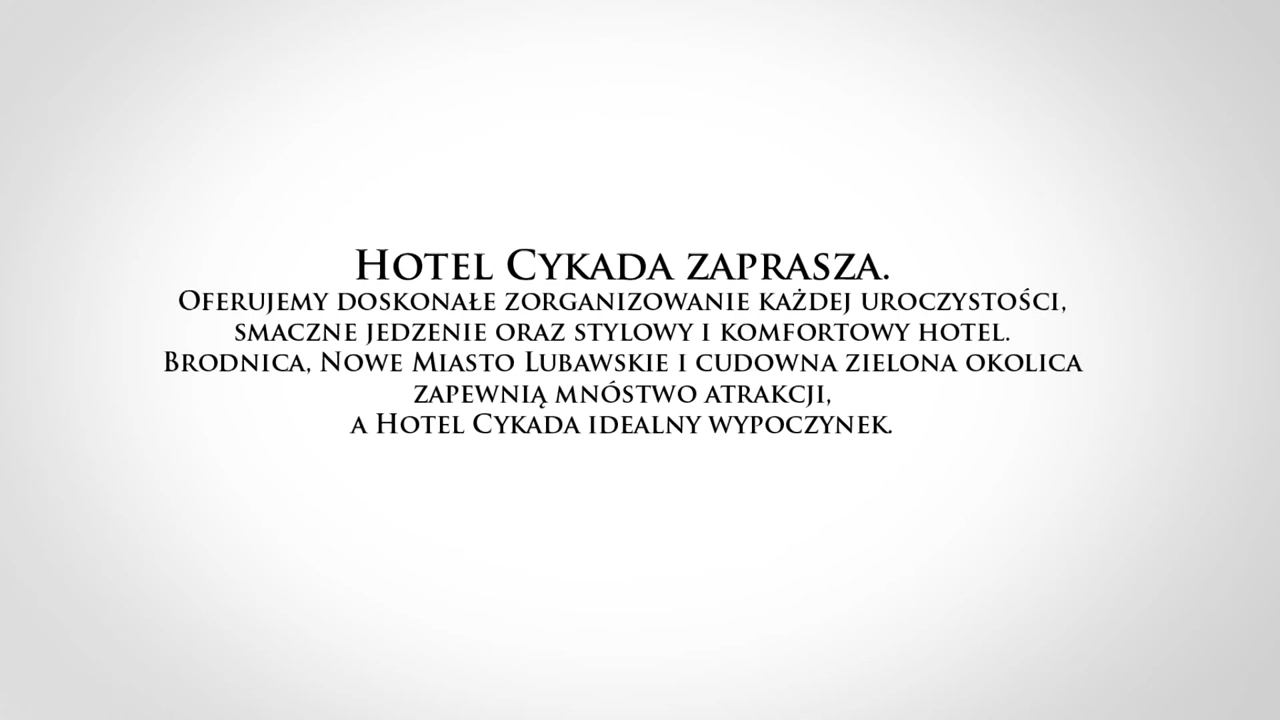 Hotel Cykada zaprasza.
Oferujemy doskonałe zorganizowanie każdej uroczystości,
smaczne jedzenie oraz stylowy i komfortowy hotel.
Brodnica, Nowe Miasto Lubawskie i cudowna zielona okolica
zapewnią mnóstwo atrakcji,
a Hotel Cykada idealny wypoczynek.